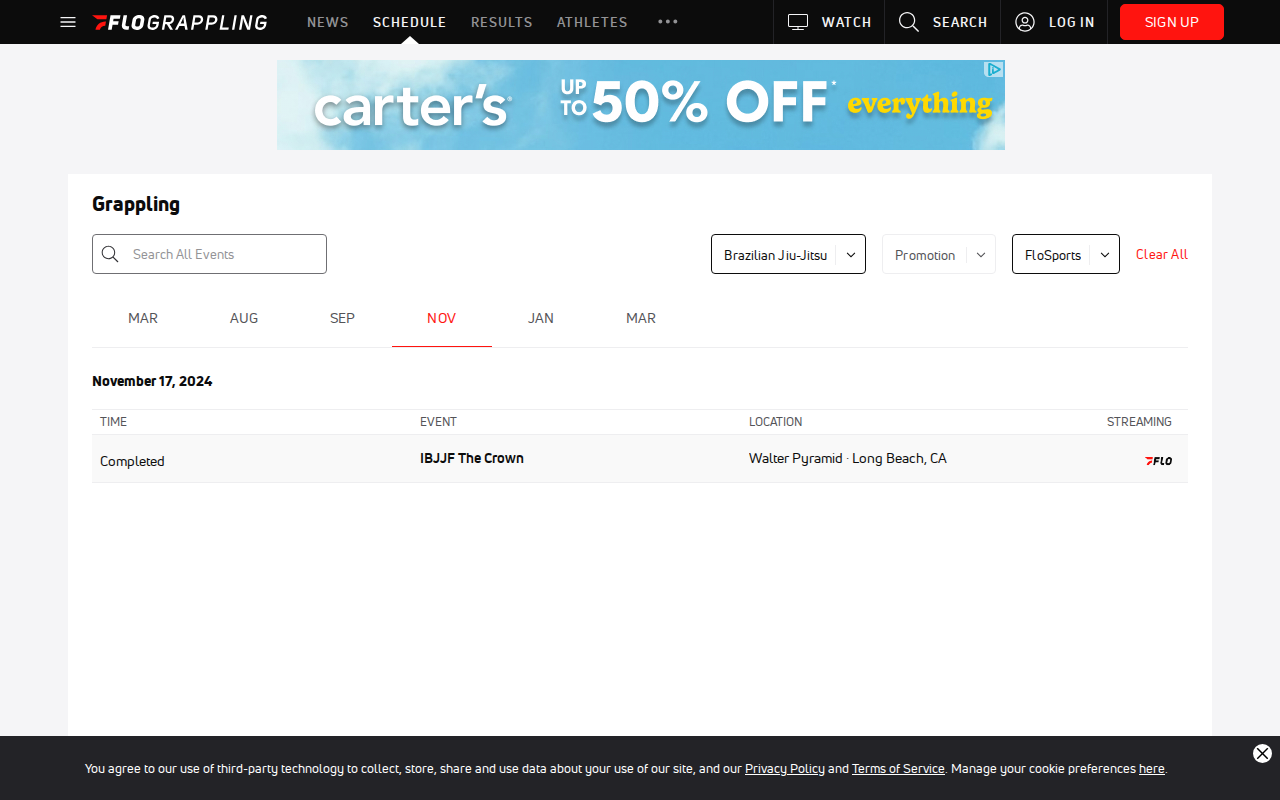 FLOGRAPPLING NEWS SCHEDULE RESULTS ATHLETES WATCH SEARCH LOG IN SIGN UP
carter's UP TO 50% OFF* everything
Grappling
Search All Events Brazilian Jiu-Jitsu Promotion FloSports Clear All
MAR AUG SEP NOV JAN MAR
November 17, 2024
TIME EVENT LOCATION STREAMING
Completed IBJJF The Crown Walter Pyramid · Long Beach, CA FLO
You agree to our use of third-party technology to collect, store, share and use data about your use of our site, and our Privacy Policy and Terms of Service. Manage your cookie preferences here.